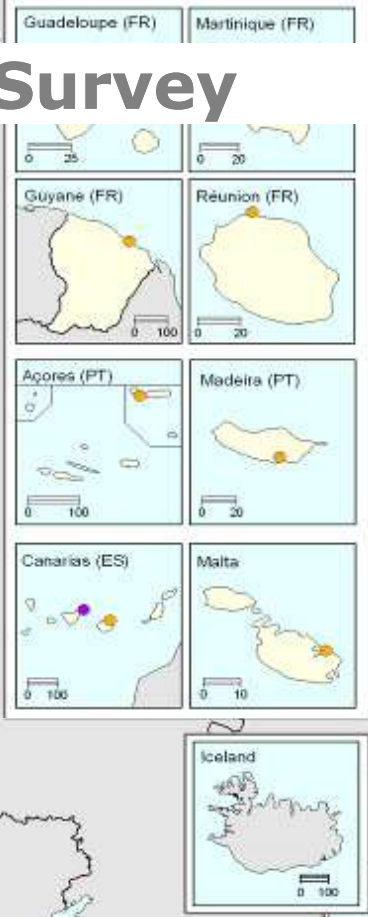 Guadeloupe (FR) Martinique (FR)
Survey
0 25 0 20
Guyane (FR) Réunion (FR)
0 100 0 20
Açores (PT) Madeira (PT)
0 100 0 20
Canarias (ES) Malta
0 100 0 10
Iceland
0 100